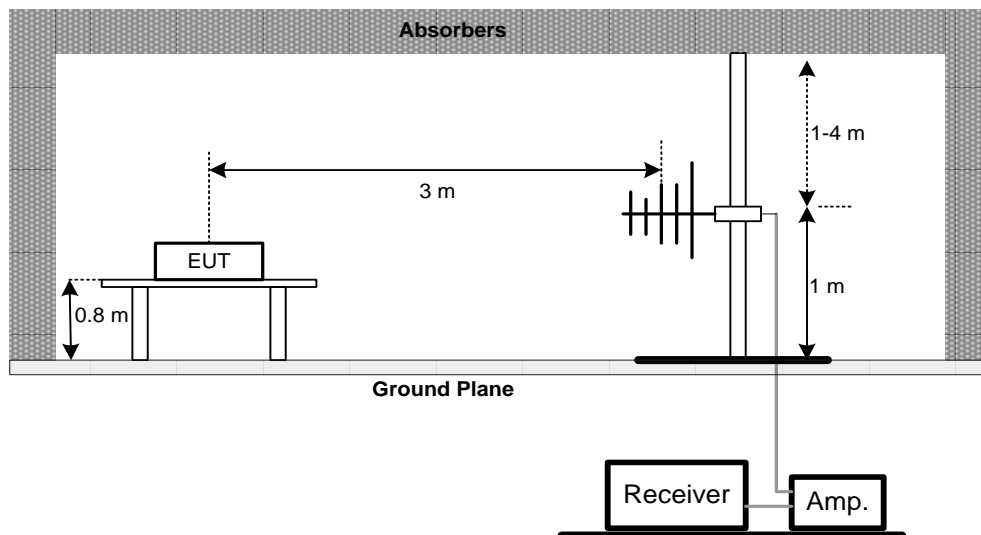 Absorbers
1-4 m
3 m
EUT
1 m
0.8 m
Ground Plane
Receiver
Amp.